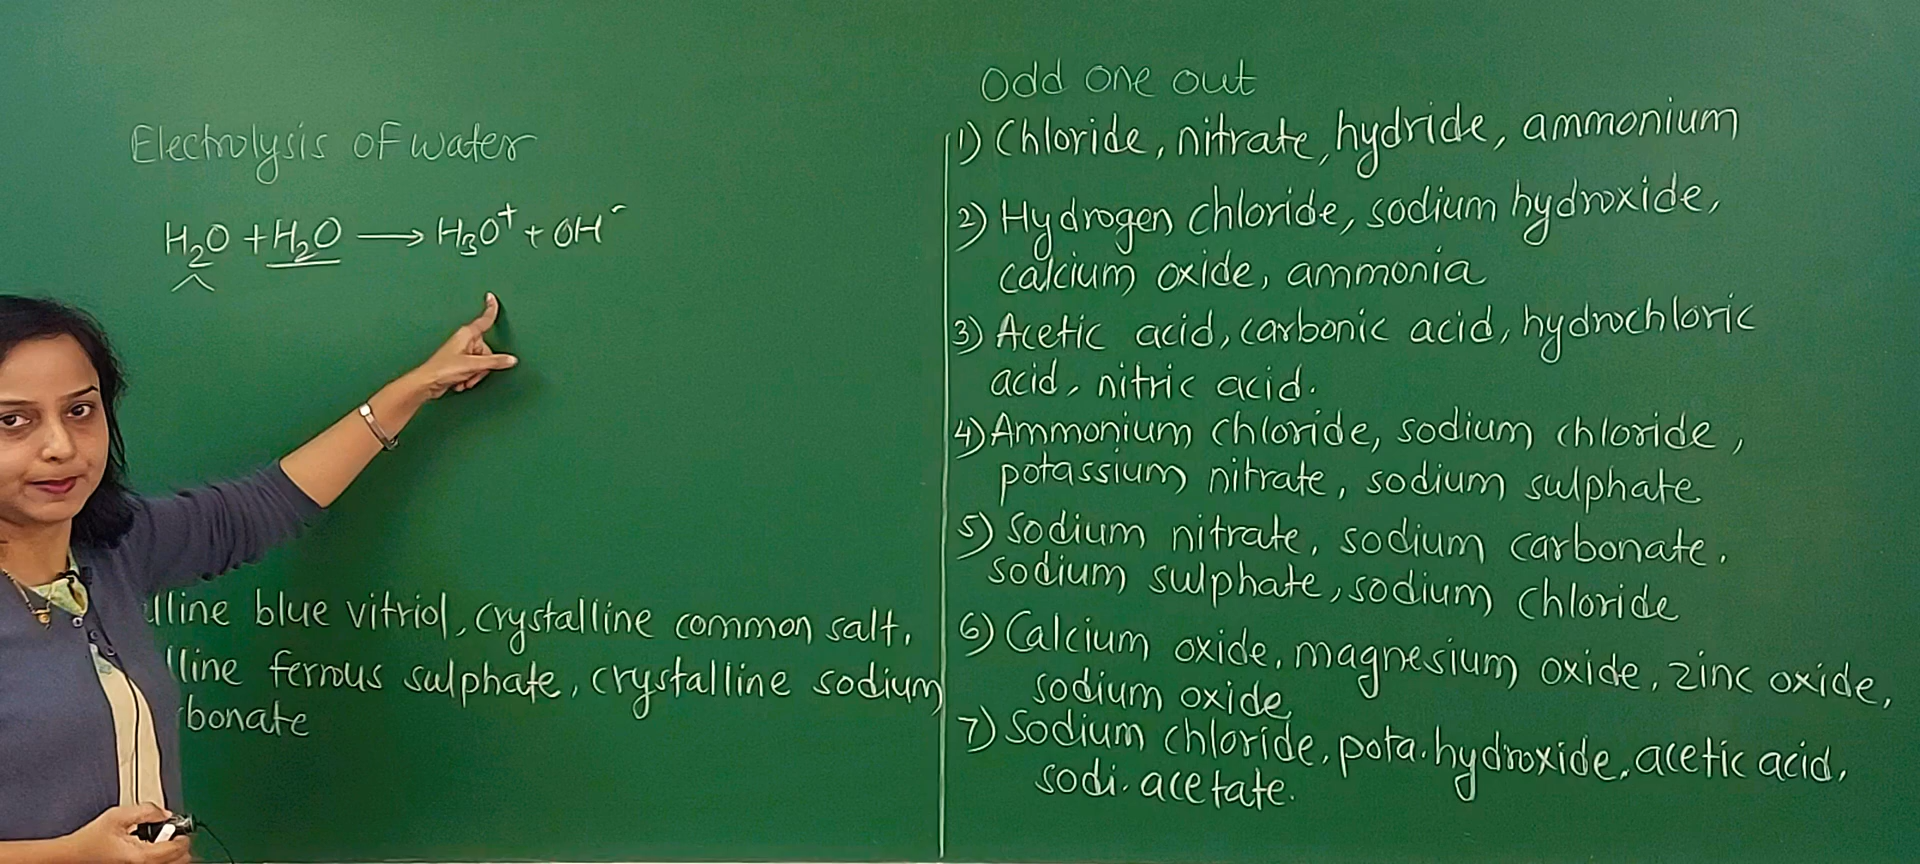 Electrolysis of water
H₂O + H₂O ⟶ H₃O⁺ + OH⁻
blue vitriol, crystalline common salt,
ferrous sulphate, crystalline sodium
Odd one out
1) Chloride, nitrate, hydride, ammonium
2) Hydrogen chloride, sodium hydroxide,
calcium oxide, ammonia
3) Acetic acid, carbonic acid, hydrochloric
acid, nitric acid.
4) Ammonium chloride, sodium chloride,
potassium nitrate, sodium sulphate
5) Sodium nitrate, sodium carbonate,
sodium sulphate, sodium chloride
6) Calcium oxide, magnesium oxide, zinc oxide,
sodium oxide,
7) Sodium chloride, pota. hydroxide, acetic acid,
sodi. acetate.